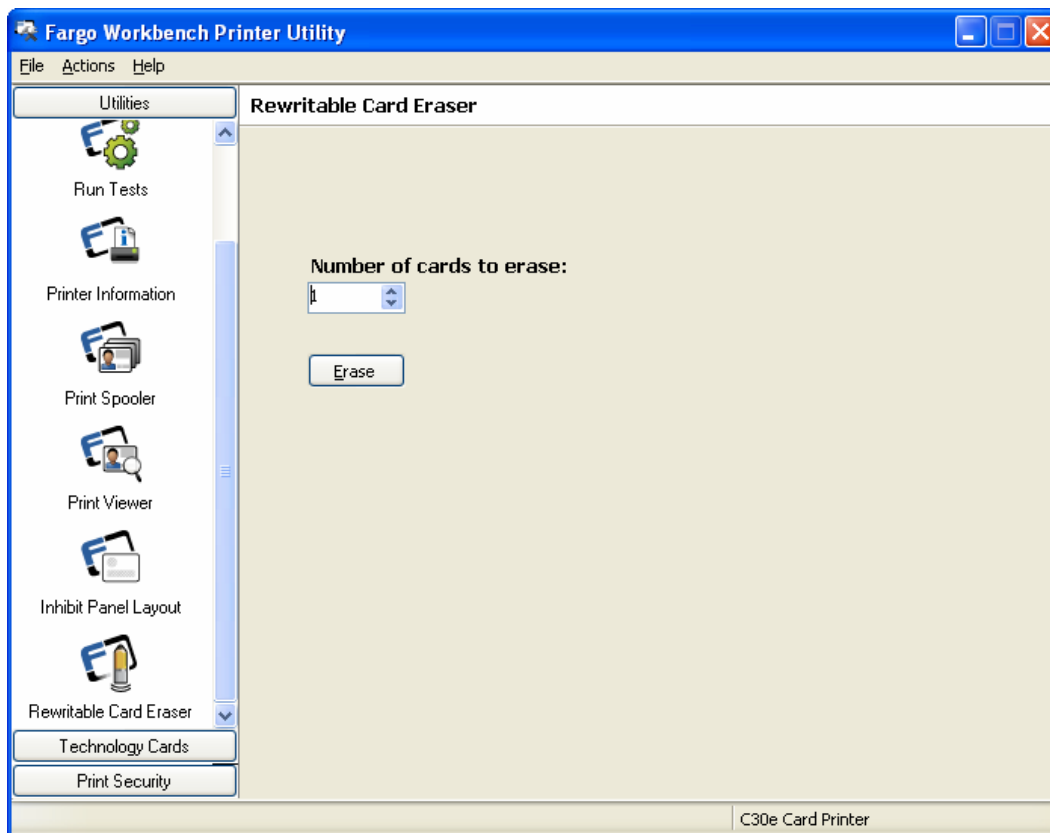 Fargo Workbench Printer Utility
File Actions Help
Utilities
Rewritable Card Eraser
Run Tests
Printer Information
Print Spooler
Print Viewer
Inhibit Panel Layout
Rewritable Card Eraser
Technology Cards
Print Security
Number of cards to erase:
1
Erase
C30e Card Printer